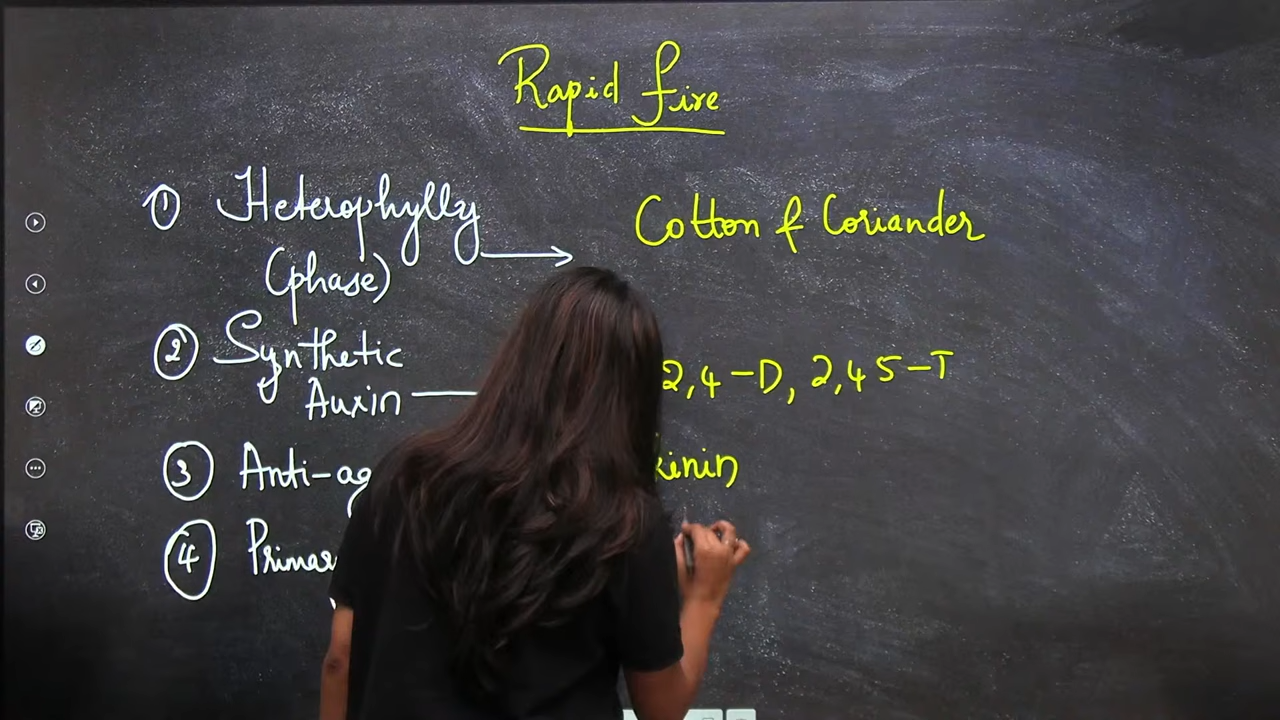 Rapid fire
① Heterophylly
(phase)
Cotton & Coriander
② Synthetic
Auxin
2,4-D, 2,4 5-T
③ Anti-ag
kinin
④ Primar